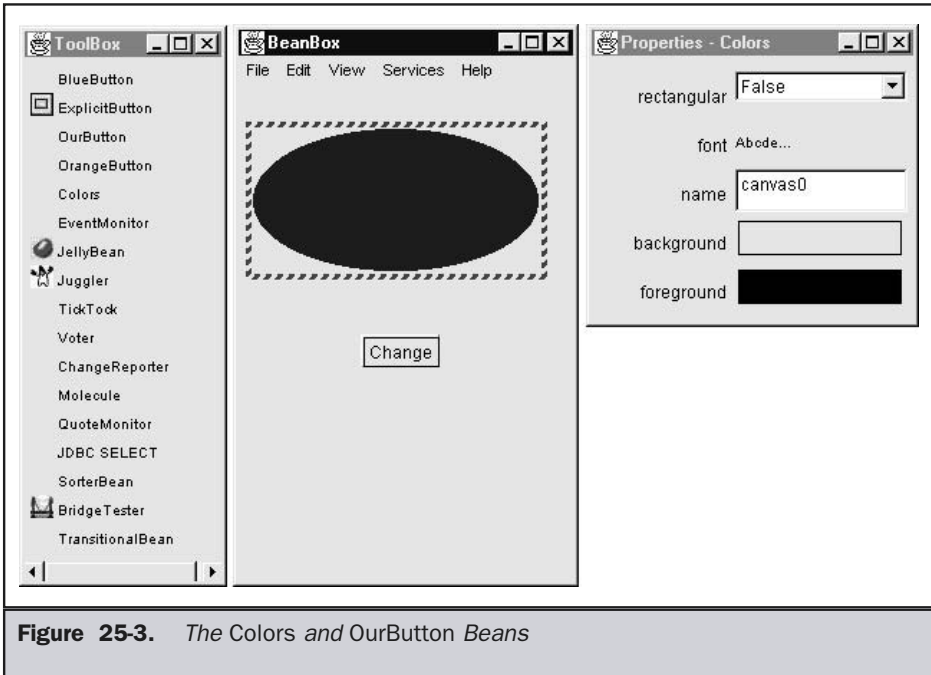 ToolBox
BlueButton
ExplicitButton
OurButton
OrangeButton
Colors
EventMonitor
JellyBean
Juggler
TickTock
Voter
ChangeReporter
Molecule
QuoteMonitor
JDBC SELECT
SorterBean
BridgeTester
TransitionalBean
BeanBox
File Edit View Services Help
Change
Properties - Colors
rectangular False
font Abcde...
name canvas0
background
foreground
Figure 25-3. The Colors and OurButton Beans